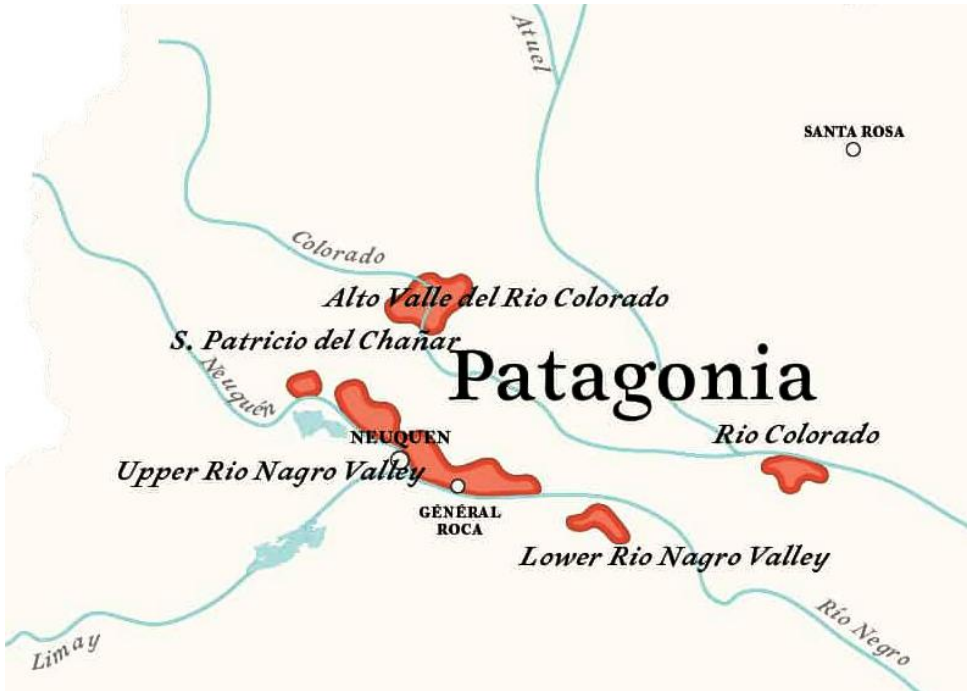 Atuel
SANTA ROSA
Colorado
Alto Valle del Rio Colorado
S. Patricio del Chañar
Neuquén
Patagonia
Rio Colorado
NEUQUEN
Upper Rio Nagro Valley
GÉNÉRAL
ROCA
Lower Rio Nagro Valley
Río Negro
Limay